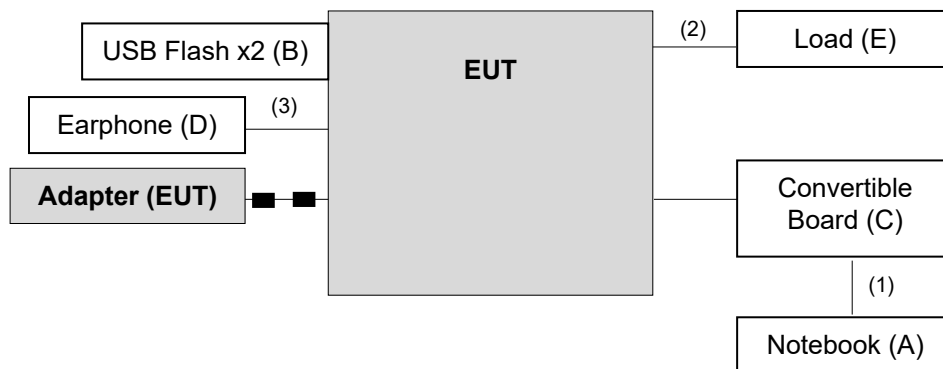 USB Flash x2 (B)
EUT
(2)
Load (E)
Earphone (D)
(3)
Adapter (EUT)
Convertible
Board (C)
(1)
Notebook (A)